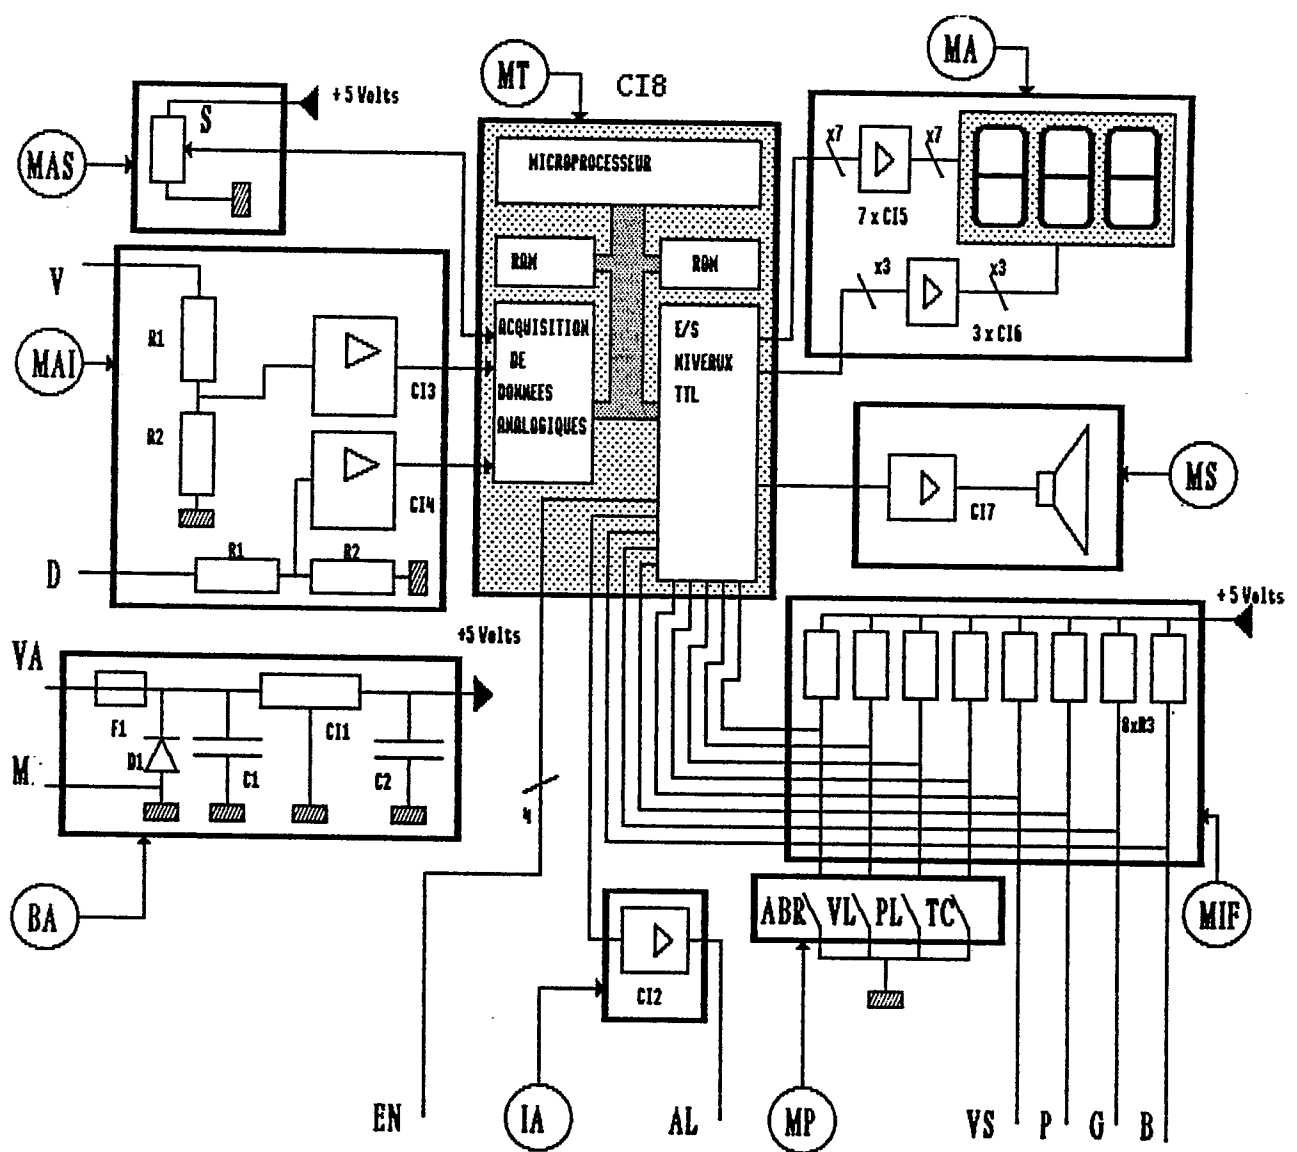 MA
MT
CI8
+5 Volts
S
MAS
MICROPROCESSEUR
x7
x7
7 x CI5
RAM
ROM
x3
x3
3 x CI6
V
R1
MAI
ACQUISITION
DE
DONNEES
ANALOGIQUES
E/S
NIVEAUX
TTL
CI3
R2
CI4
MS
CI7
D
R1
R2
+5 Volts
+5 Volts
VA
F1
D1
C1
CI1
C2
M.
8xR3
4
BA
ABR
VL
PL
TC
MIF
CI2
EN
IA
AL
MP
VS
P
G
B